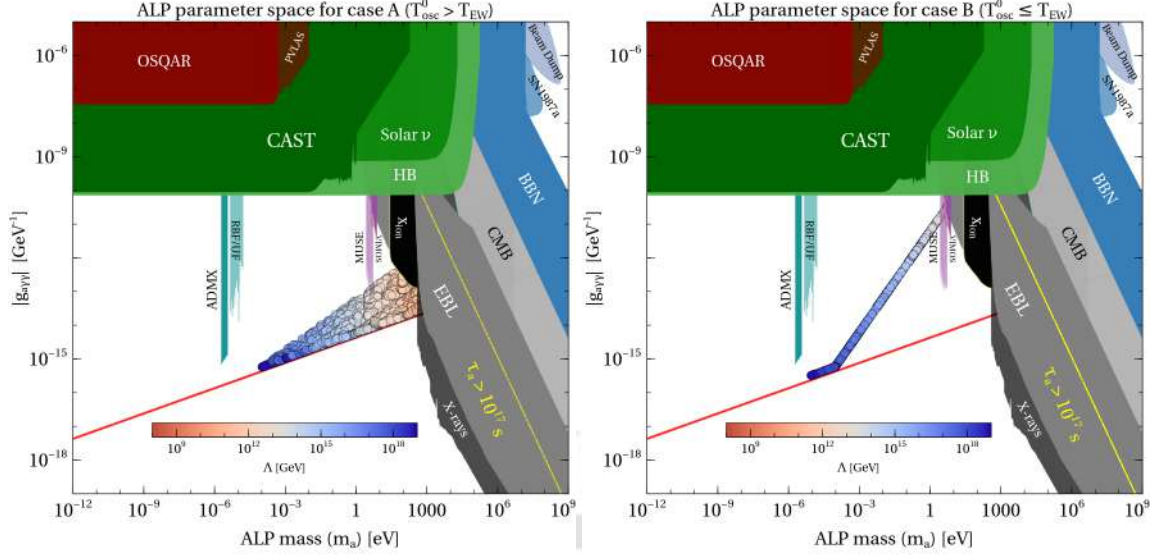 ALP parameter space for case A (T⁰osc > TEW)
10⁻⁶
10⁻⁹
10⁻¹⁵
10⁻¹⁸
|gaγγ| [GeV⁻¹]
OSQAR
PVLAS
CAST
Solar ν
HB
Beam Dump
SN1987a
BBN
CMB
ADMX
RBF/UF
MUSE
VIMOS
Xion
EBL
τa > 10¹⁷ s
X-rays
10⁹
10¹²
10¹⁵
10¹⁸
Λ [GeV]
10⁻¹²
10⁻⁹
10⁻⁶
10⁻³
1
1000
10⁶
10⁹
ALP mass (ma) [eV]
ALP parameter space for case B (T⁰osc ≤ TEW)
10⁻⁶
10⁻⁹
10⁻¹⁵
10⁻¹⁸
|gaγγ| [GeV⁻¹]
OSQAR
PVLAS
CAST
Solar ν
HB
Beam Dump
SN1987a
BBN
CMB
ADMX
RBF/UF
MUSE
VIMOS
Xion
EBL
τa > 10¹⁷ s
X-rays
10⁹
10¹²
10¹⁵
10¹⁸
Λ [GeV]
10⁻¹²
10⁻⁹
10⁻⁶
10⁻³
1
1000
10⁶
10⁹
ALP mass (ma) [eV]